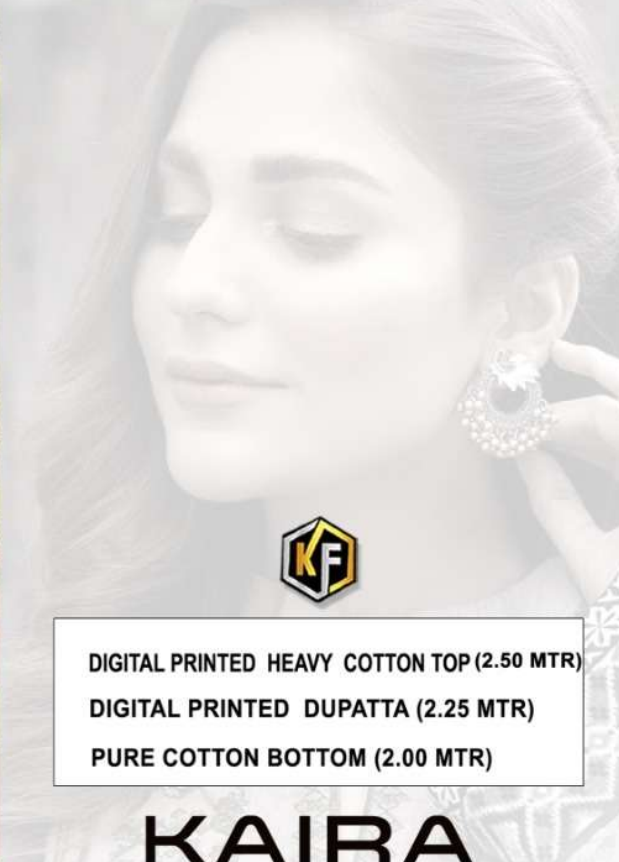 KF
DIGITAL PRINTED HEAVY COTTON TOP (2.50 MTR)
DIGITAL PRINTED DUPATTA (2.25 MTR)
PURE COTTON BOTTOM (2.00 MTR)
KAIRA